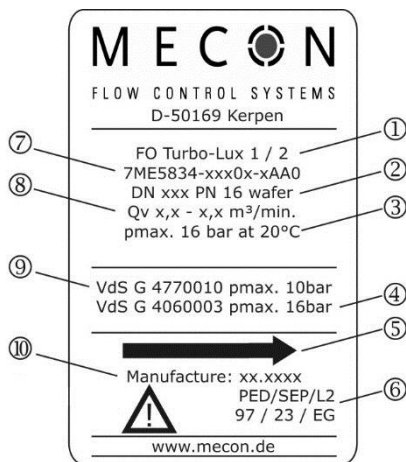 MECON
FLOW CONTROL SYSTEMS
D-50169 Kerpen
①
FO Turbo-Lux 1 / 2
⑦
7ME5834-xxx0x-xAA0
②
DN xxx PN 16 wafer
⑧
Qv x,x - x,x m³/min.
③
pmax. 16 bar at 20°C
⑨
VdS G 4770010 pmax. 10bar
VdS G 4060003 pmax. 16bar
④
⑤
⑩
Manufacture: xx.xxxx
PED/SEP/L2
⑥
97 / 23 / EG
!
www.mecon.de